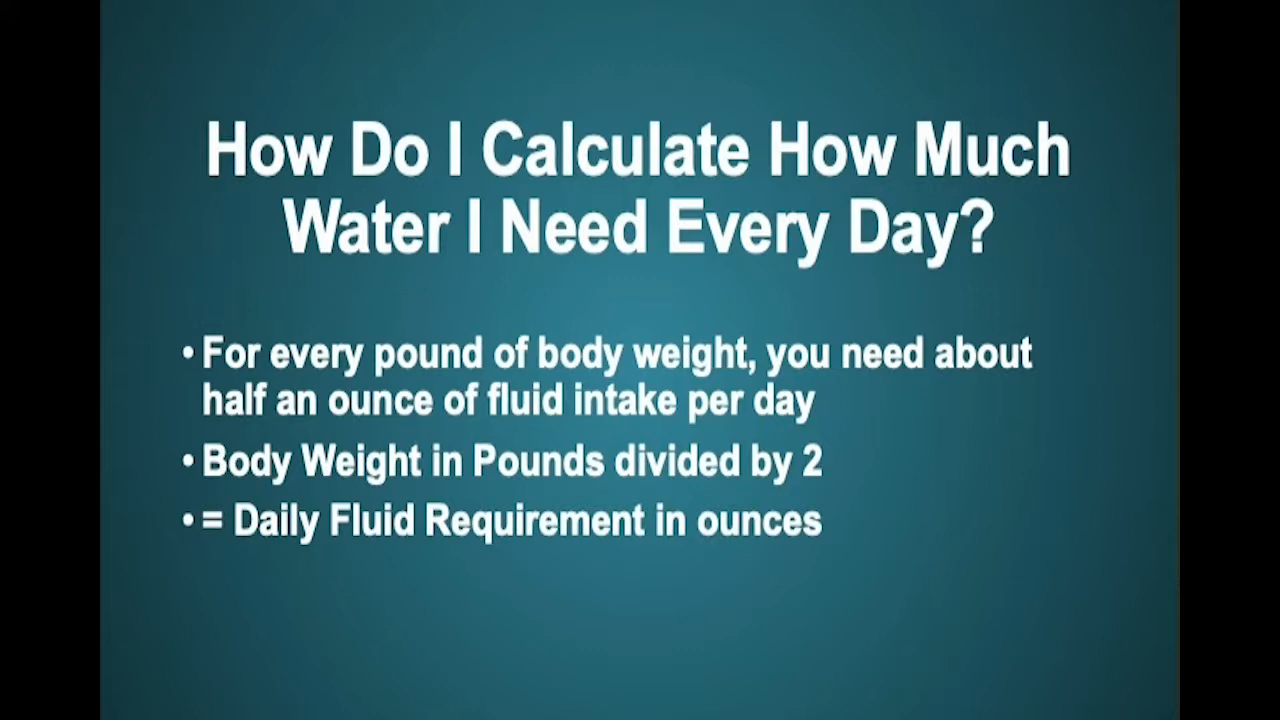 How Do I Calculate How Much
Water I Need Every Day?
• For every pound of body weight, you need about
half an ounce of fluid intake per day
• Body Weight in Pounds divided by 2
• = Daily Fluid Requirement in ounces